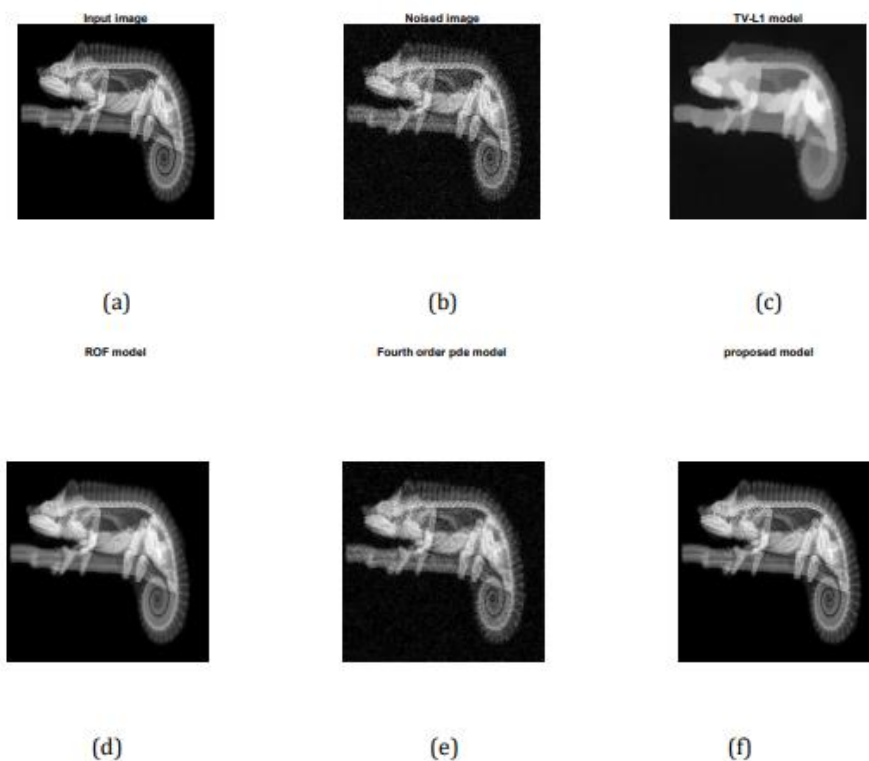 Input image
Noised image
TV-L1 model
(a)
(b)
(c)
ROF model
Fourth order pde model
proposed model
(d)
(e)
(f)